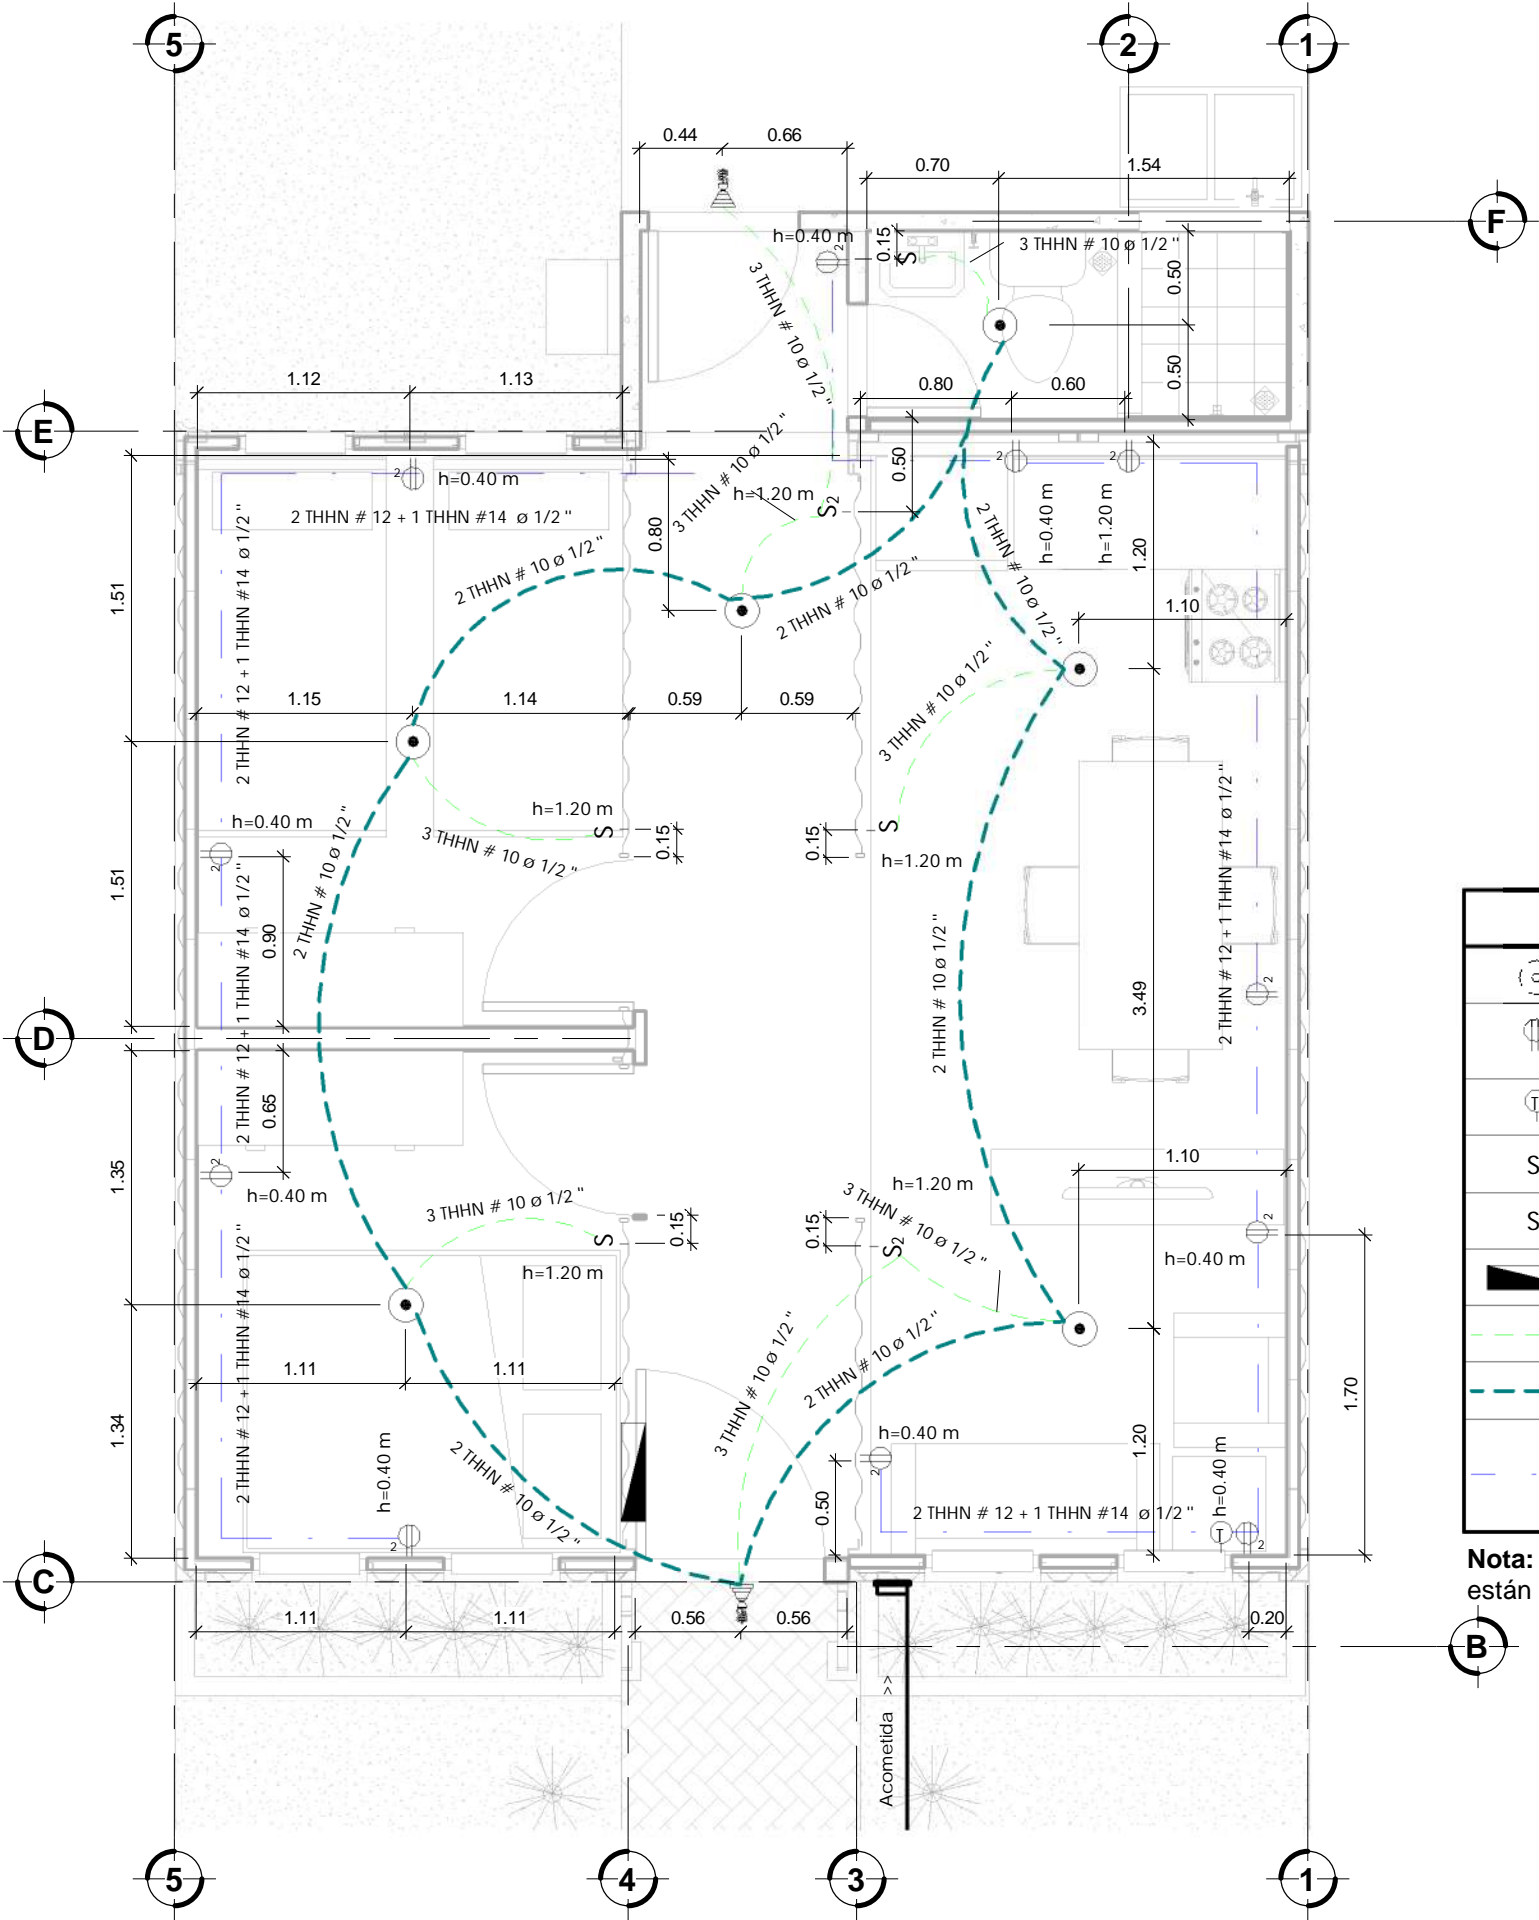 5
2
1
0.44
0.66
0.70
1.54
F
h=0.40 m
2
0.15
S
3 THHN # 10 ø 1/2 "
0.50
3 THHN # 10 ø 1/2 "
0.50
1.12
1.13
0.80
0.60
E
3 THHN # 10 ø 1/2 "
0.50
2
h=0.40 m
h=1.20 m
S2
2
2
h=0.40 m
h=1.20 m
1.20
2 THHN # 12 + 1 THHN #14 ø 1/2 "
0.80
2 THHN # 10 ø 1/2 "
2 THHN # 10 ø 1/2 "
2 THHN # 10 ø 1/2 "
1.51
2 THHN # 12 + 1 THHN #14 ø 1/2 "
1.10
3 THHN # 10 ø 1/2 "
1.15
1.14
0.59
0.59
h=0.40 m
h=1.20 m
S
0.15
0.15
S
h=1.20 m
3 THHN # 10 ø 1/2 "
2
2 THHN # 10 ø 1/2 "
1.51
0.90
2 THHN # 12 + 1 THHN #14 ø 1/2 "
2 THHN # 10 ø 1/2 "
3.49
2 THHN # 12 + 1 THHN #14 ø 1/2 "
2
D
0.65
T
1.35
2
h=0.40 m
1.10
h=1.20 m
3 THHN # 10 ø 1/2 "
3 THHN # 10 ø 1/2 "
S
S
0.15
0.15
S
S2
2
h=0.40 m
h=1.20 m
2 THHN # 12 + 1 THHN #14 ø 1/2 "
3 THHN # 10 ø 1/2 "
2 THHN # 10 ø 1/2 "
1.11
1.11
1.70
1.34
h=0.40 m
2
2 THHN # 10 ø 1/2 "
h=0.40 m
2
0.50
1.20
h=0.40 m
2 THHN # 12 + 1 THHN #14 ø 1/2 "
T
2
C
Nota:
están
1.11
1.11
0.56
0.56
0.20
B
Acometida >>
5
4
3
1